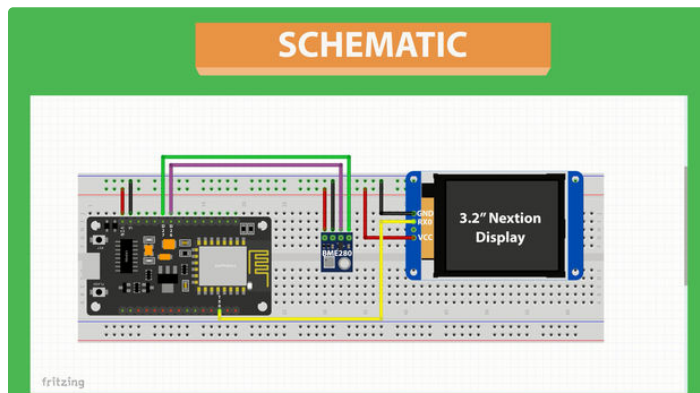 SCHEMATIC
GND
RX0
VCC
3.2” Nextion
Display
BME280
fritzing